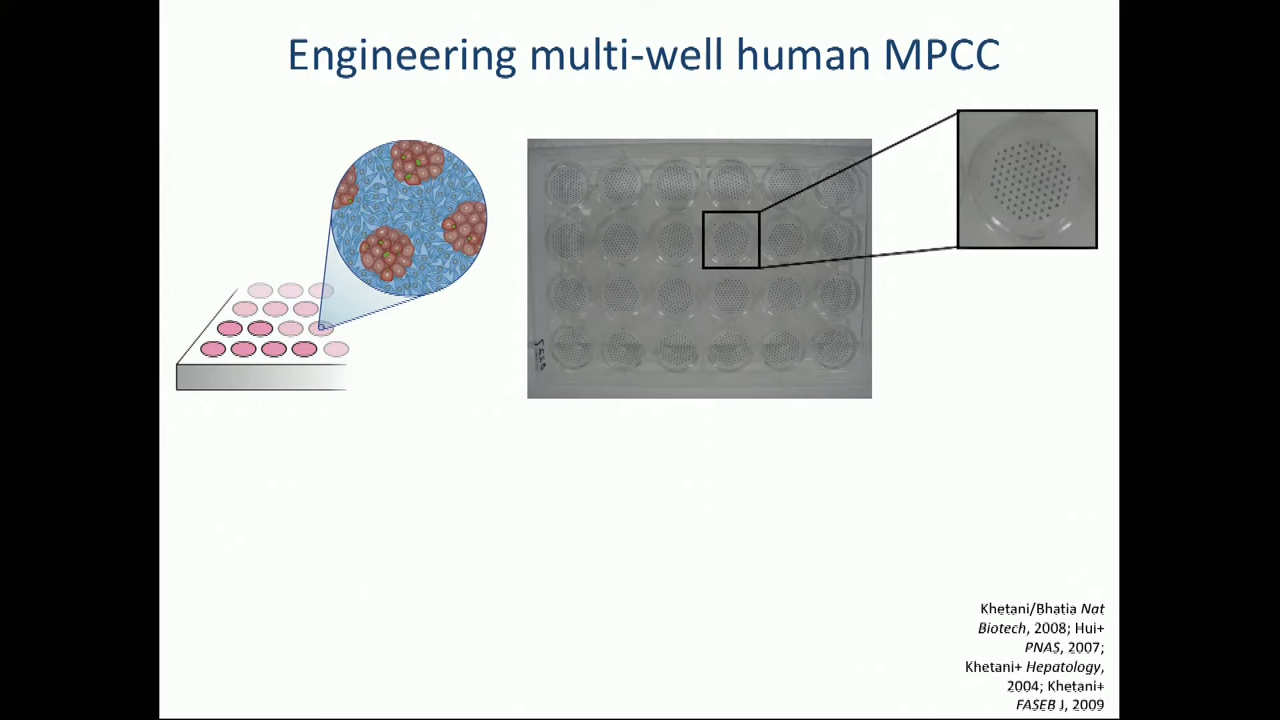 Engineering multi-well human MPCC
Khetani/Bhatia Nat
Biotech, 2008; Hui+
PNAS, 2007;
Khetani+ Hepatology,
2004; Khetani+
FASEB J, 2009